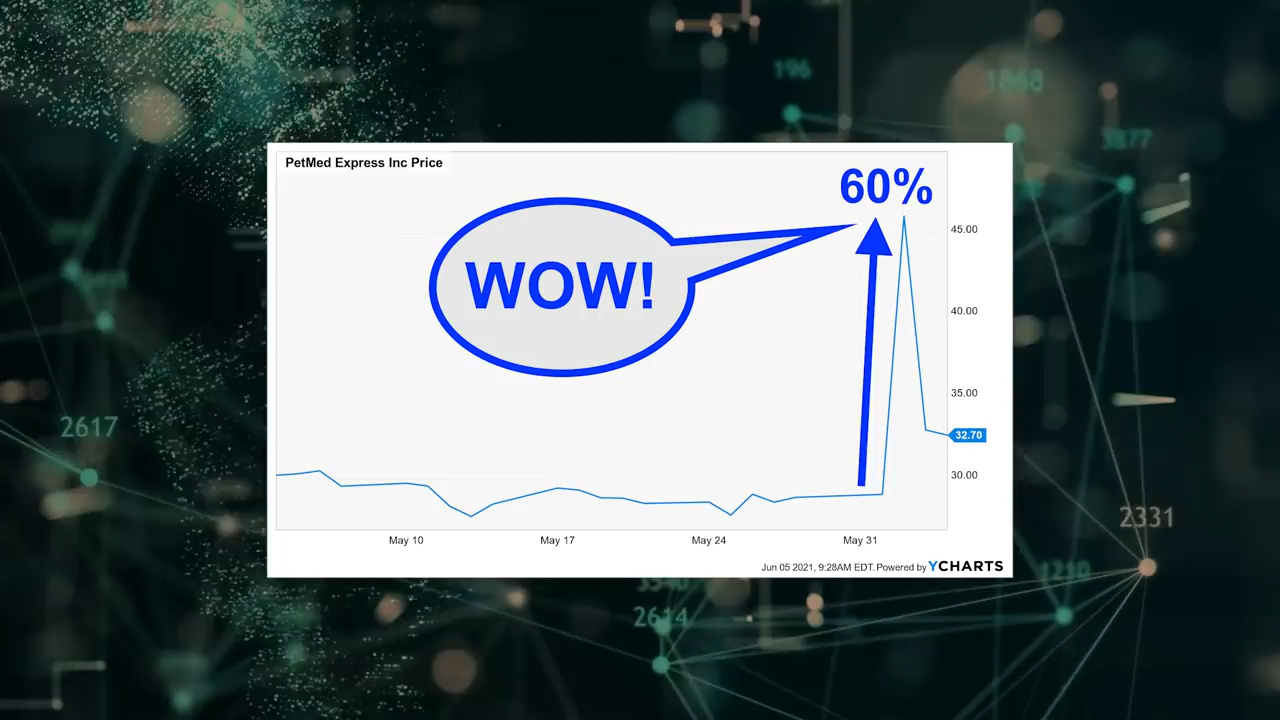 196
1868
3877
PetMed Express Inc Price
60%
WOW!
45.00
40.00
35.00
32.70
30.00
2617
2331
May 10
May 17
May 24
May 31
Jun 05 2021, 9:28AM EDT. Powered by YCHARTS
1210
2614